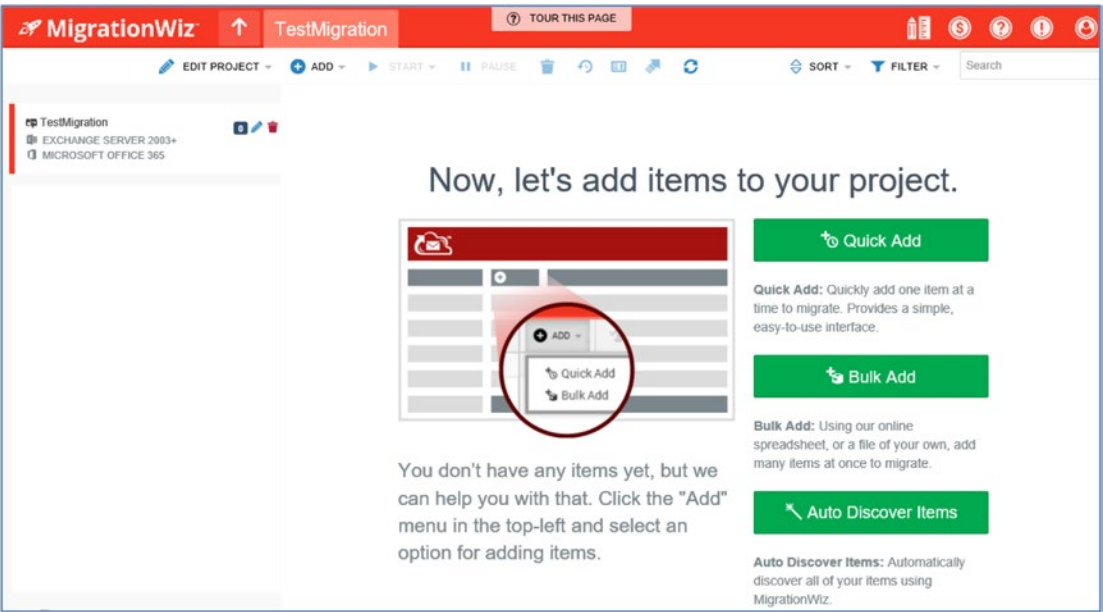 MigrationWiz
TestMigration
TOUR THIS PAGE
EDIT PROJECT
ADD
START
PAUSE
SORT
FILTER
Search
TestMigration
0
EXCHANGE SERVER 2003+
MICROSOFT OFFICE 365
Now, let's add items to your project.
ADD
Quick Add
Bulk Add
You don't have any items yet, but we
can help you with that. Click the "Add"
menu in the top-left and select an
option for adding items.
Quick Add
Quick Add: Quickly add one item at a
time to migrate. Provides a simple,
easy-to-use interface.
Bulk Add
Bulk Add: Using our online
spreadsheet, or a file of your own, add
many items at once to migrate.
Auto Discover Items
Auto Discover Items: Automatically
discover all of your items using
MigrationWiz.